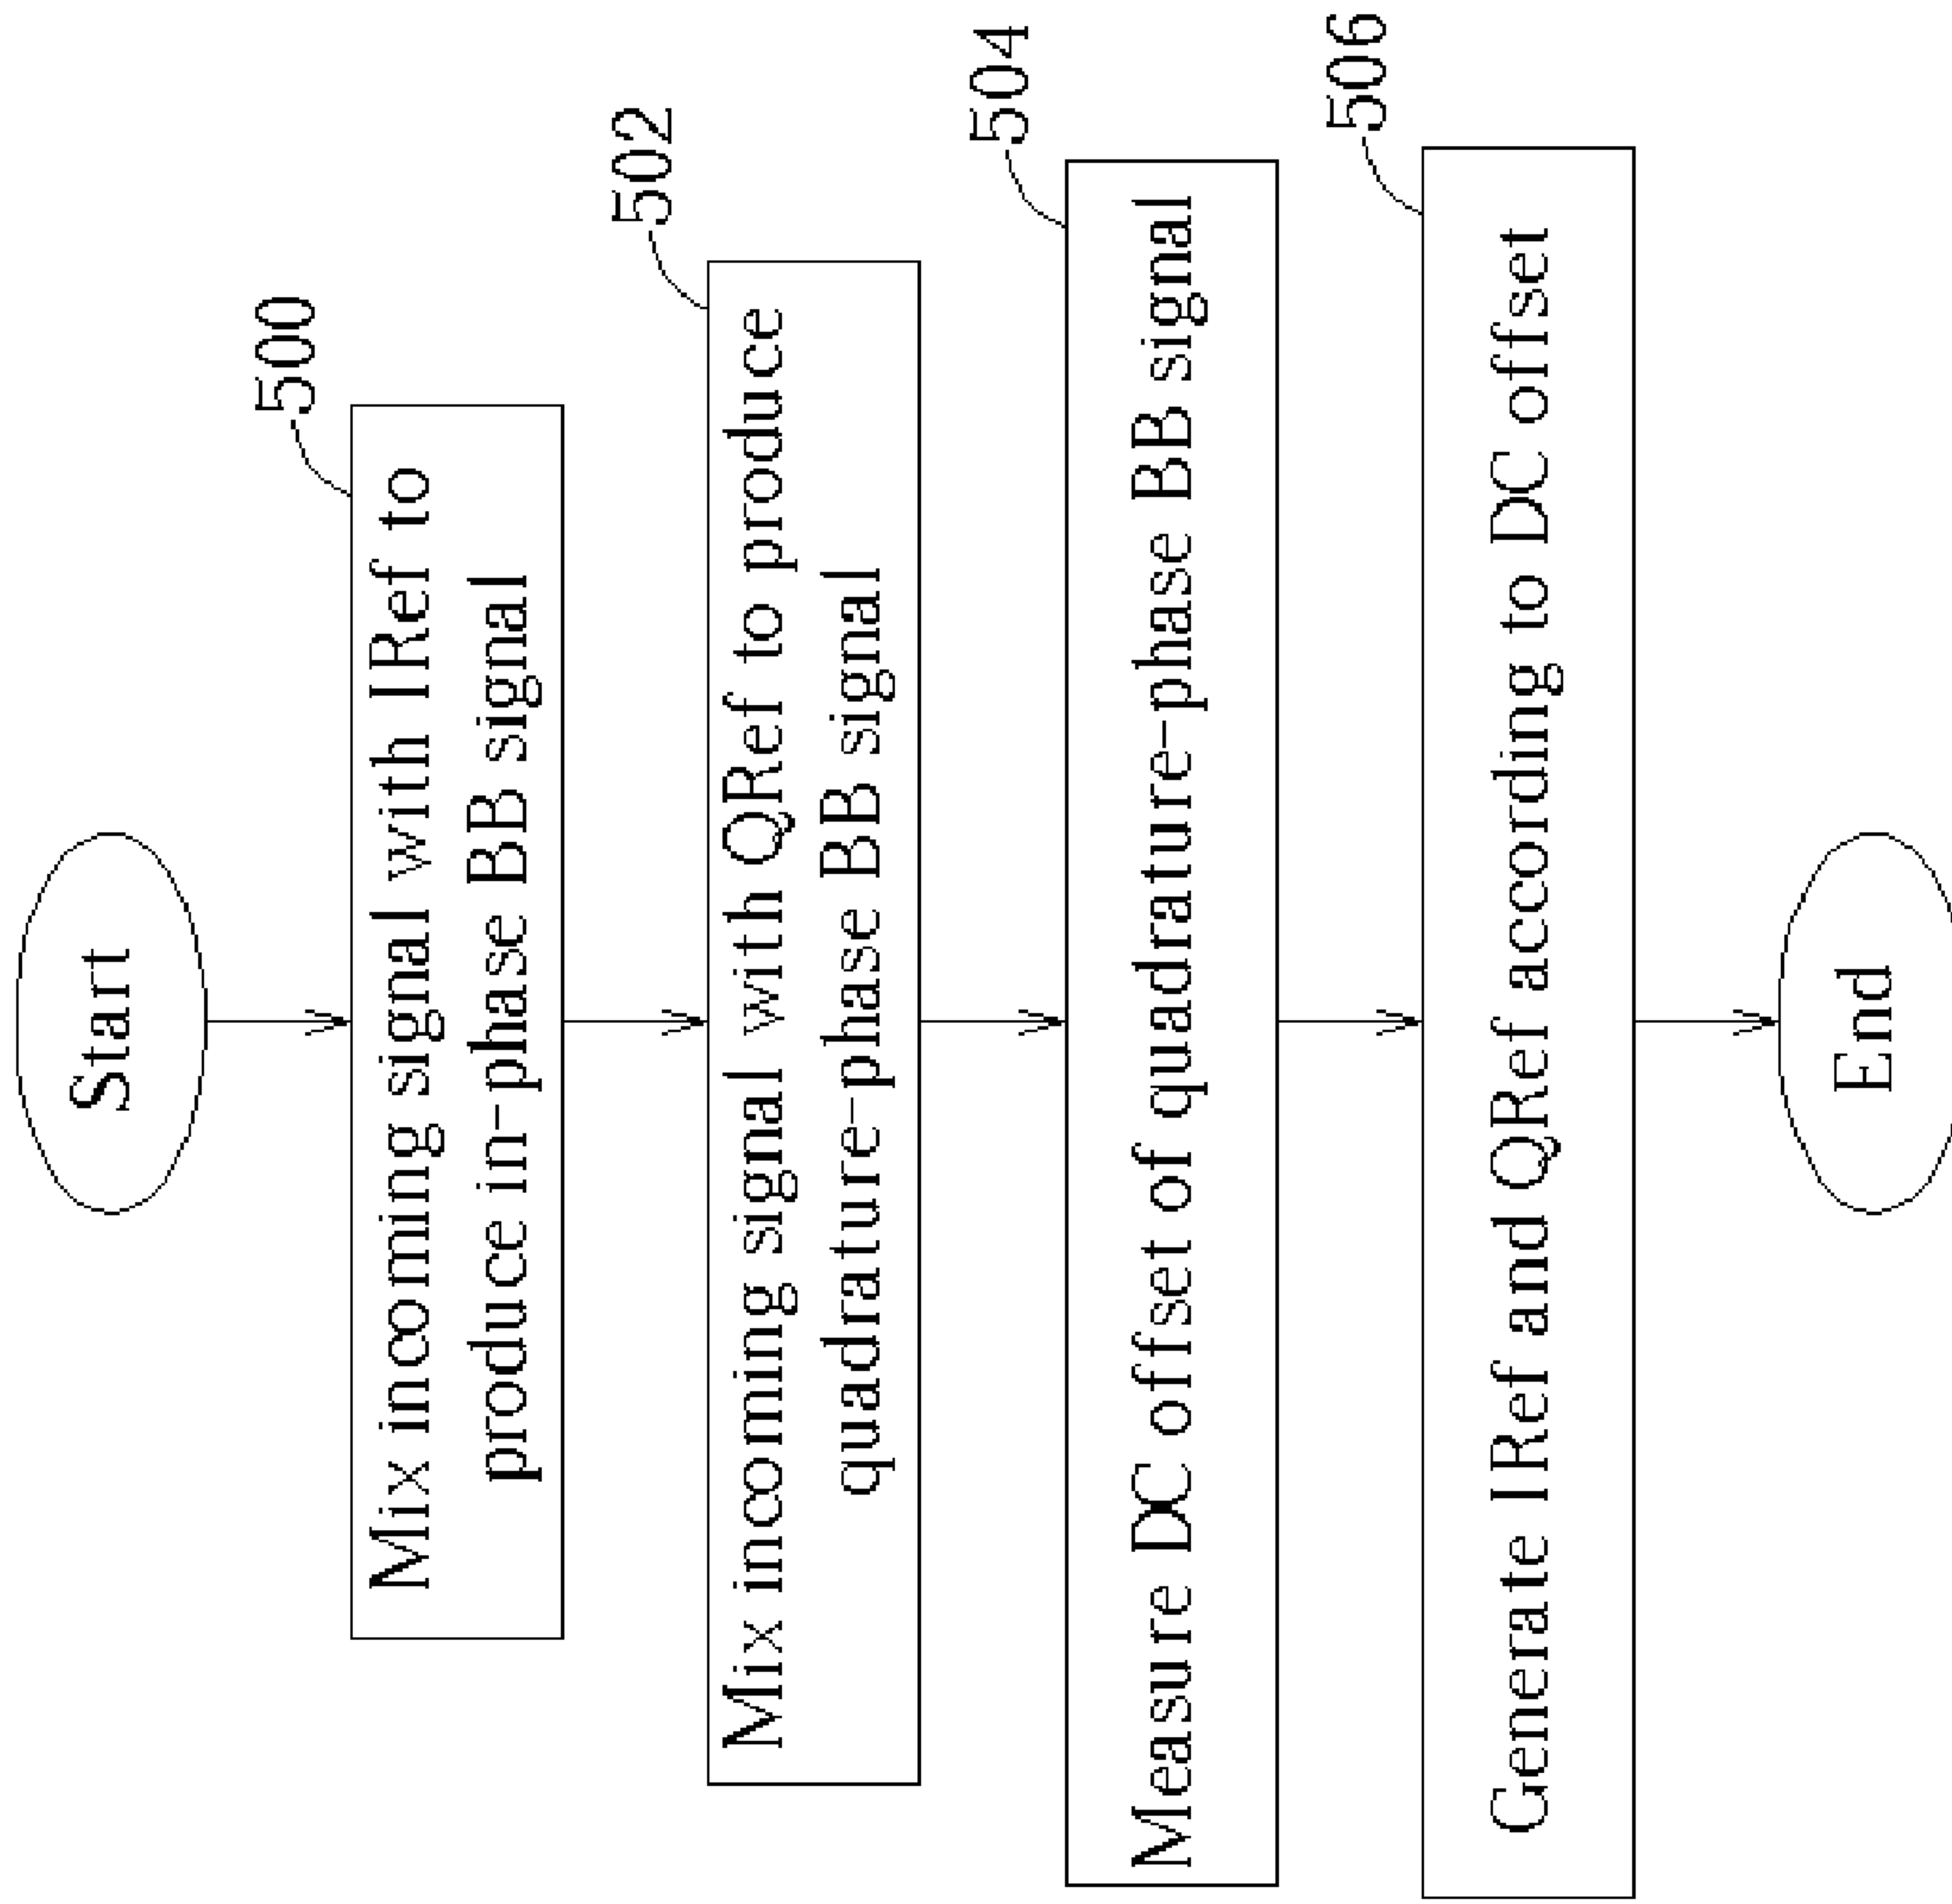 Start
500
Mix incoming signal with IRef to
produce in-phase BB signal
502
Mix incoming signal with QRef to produce
quadrature-phase BB signal
504
Measure DC offset of quadrature-phase BB signal
506
Generate IRef and QRef according to DC offset
End